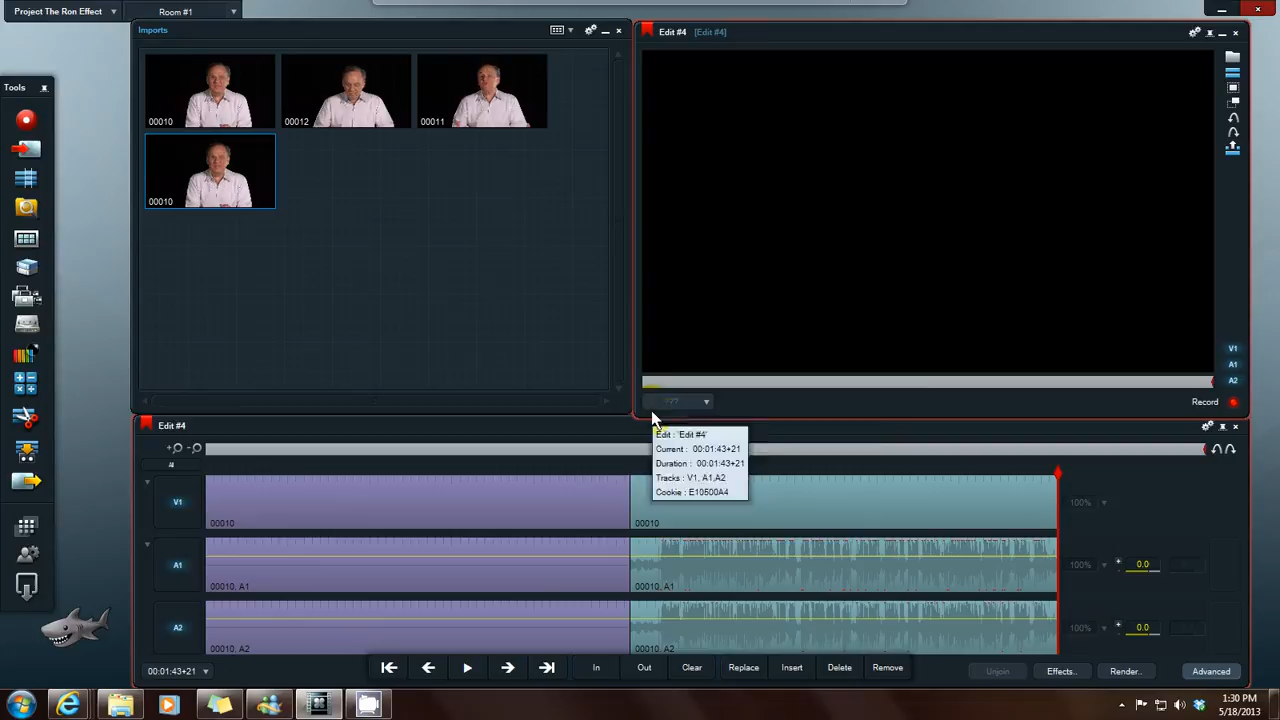 Project The Ron Effect
Room #1
Imports
Edit #4 [Edit #4]
Tools
00010
00012
00011
00010
V1
A1
A2
???
Record
Edit #4
Edit : 'Edit #4'
Current : 00:01:43+21
Duration : 00:01:43+21
Tracks : V1, A1,A2
Cookie : E10500A4
All
V1
00010
00010
100%
A1
00010, A1
00010, A1
100%
0.0
A2
00010, A2
00010, A2
100%
0.0
00:01:43+21
In
Out
Clear
Replace
Insert
Delete
Remove
Unjoin
Effects..
Render..
Advanced
1:30 PM
5/18/2013